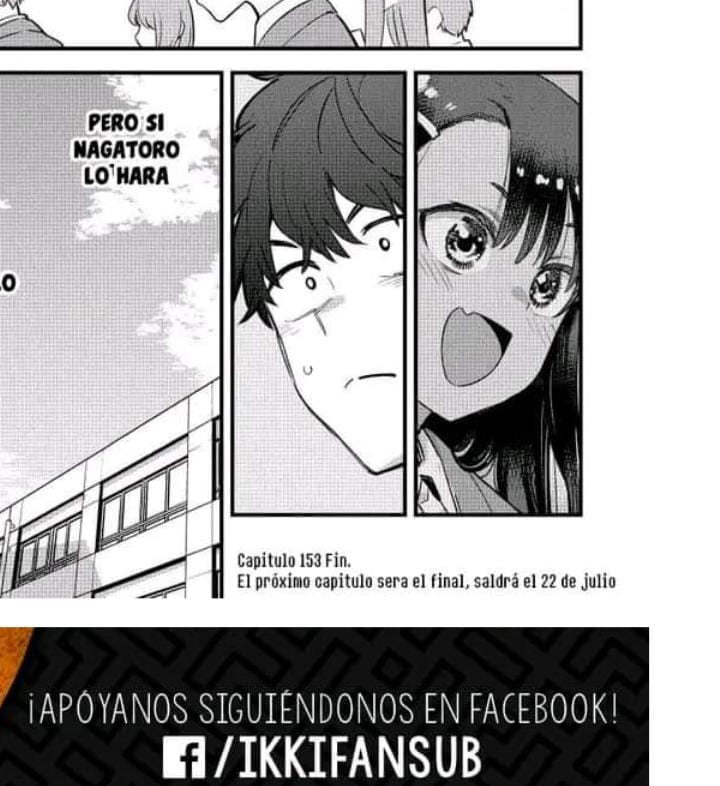 PERO SI
NAGATORO
LO HARA
LO
Capitulo 153 Fin.
El próximo capitulo sera el final, saldrá el 22 de julio
¡APÓYANOS SIGUIÉNDONOS EN FACEBOOK!
f/IKKIFANSUB